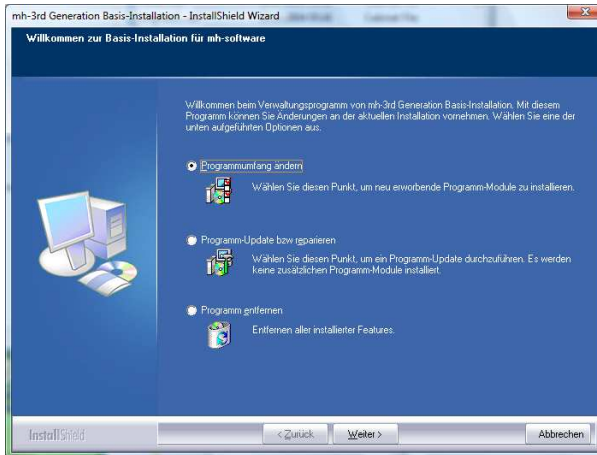 mh-3rd Generation Basis-Installation - InstallShield Wizard
Willkommen zur Basis-Installation für mh-software
Willkommen beim Verwaltungsprogramm von mh-3rd Generation Basis-Installation. Mit diesem
Programm können Sie Änderungen an der aktuellen Installation vornehmen. Wählen Sie eine der
unten aufgeführten Optionen aus.
Programmumfang ändern
Wählen Sie diesen Punkt, um neu erworbende Programm-Module zu installieren.
Programm-Update bzw reparieren
Wählen Sie diesen Punkt, um ein Programm-Update durchzuführen. Es werden
keine zusätzlichen Programm-Module installiert.
Programm entfernen
Entfernen aller installierter Features.
InstallShield
< Zurück Weiter > Abbrechen